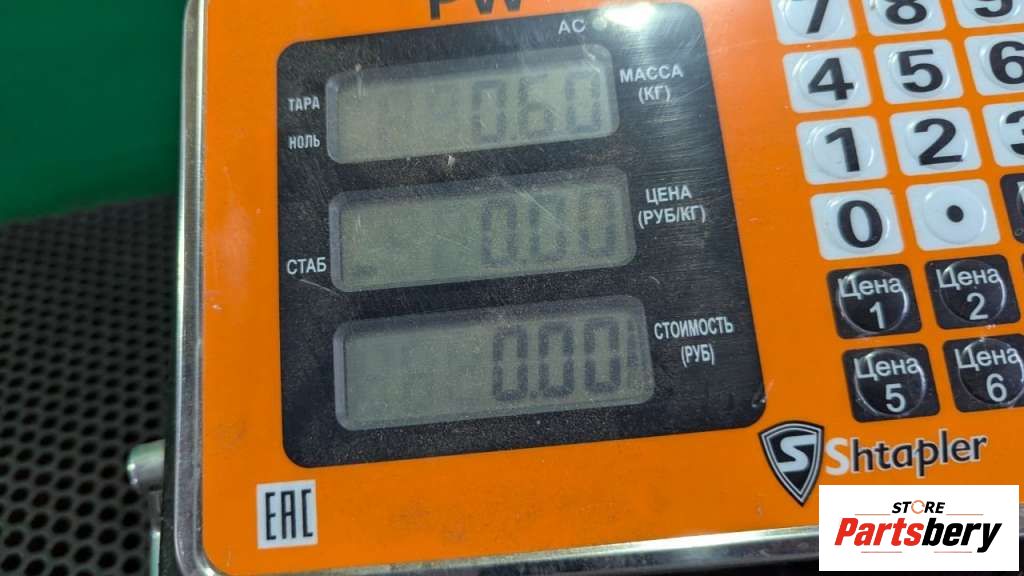 PW
АС
ТАРА
НОЛЬ
0.60
МАССА
(КГ)
0.00
ЦЕНА
(РУБ/КГ)
СТАБ
0.00
СТОИМОСТЬ
(РУБ)
7 8 9
4 5 6
1 2 3
0 •
Цена 1
Цена 2
Цена 5
Цена 6
S Shtapler
EAC
STORE
Partsbery